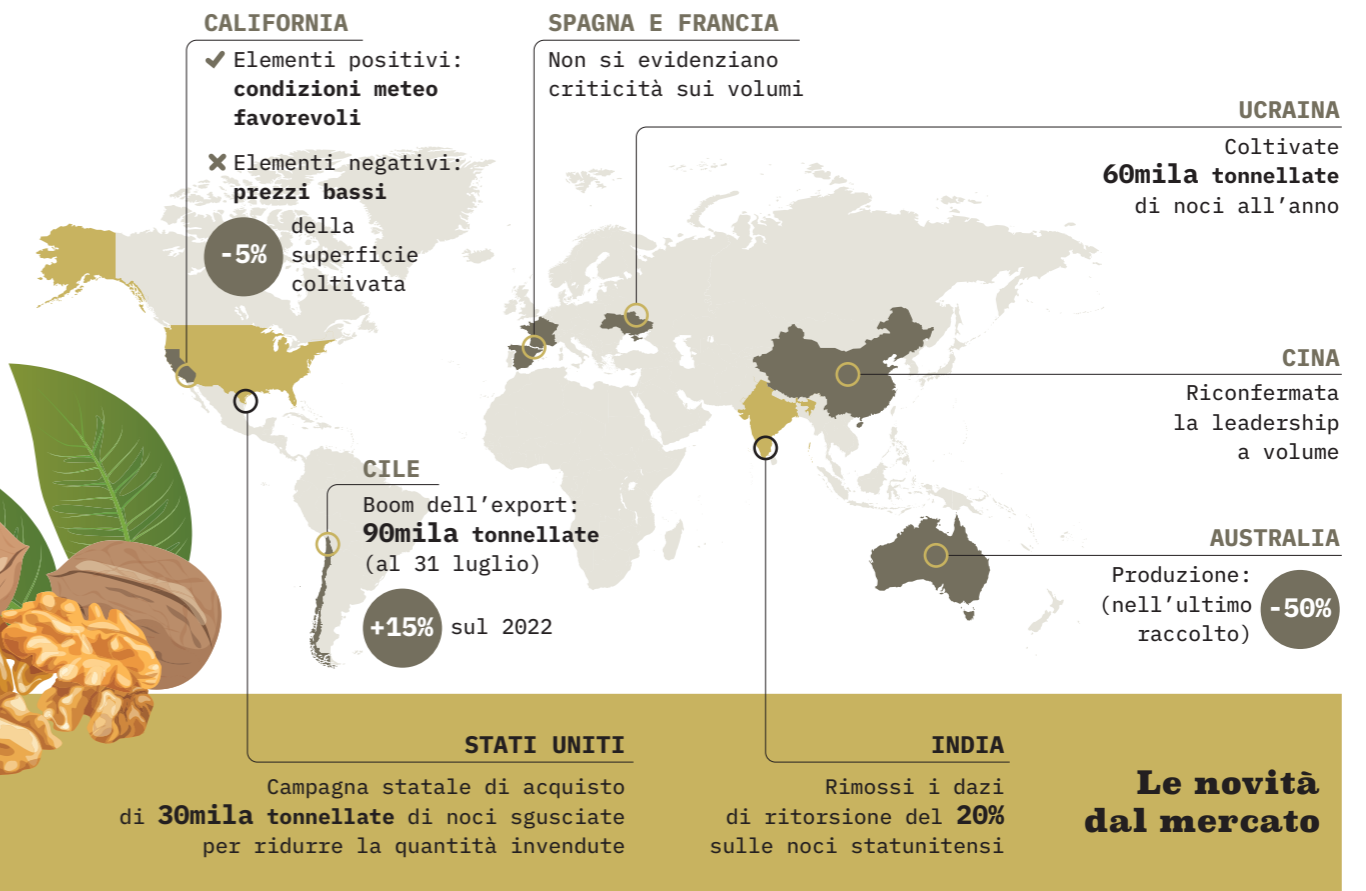 CALIFORNIA
Elementi positivi:
condizioni meteo
favorevoli
Elementi negativi:
prezzi bassi
-5%
della
superficie
coltivata
SPAGNA E FRANCIA
Non si evidenziano
criticità sui volumi
UCRAINA
Coltivate
60mila tonnellate
di noci all'anno
CINA
Riconfermata
la leadership
a volume
CILE
Boom dell'export:
90mila tonnellate
(al 31 luglio)
+15% sul 2022
AUSTRALIA
Produzione:
(nell'ultimo
raccolto)
-50%
STATI UNITI
Campagna statale di acquisto
di 30mila tonnellate di noci sgusciate
per ridurre la quantità invendute
INDIA
Rimossi i dazi
di ritorsione del 20%
sulle noci statunitensi
Le novità
dal mercato